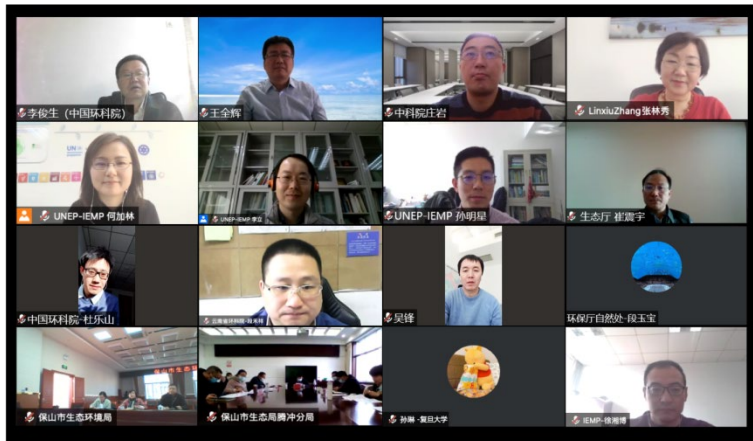 李俊生（中国环科院）
王全辉
中科院庄岩
LinxiuZhang张林秀
UN
UNEP-IEMP 何加林
UNEP-IEMP 李立
UNEP-IEMP 孙明星
生态厅 崔震宇
中国环科院-杜乐山
吴锋
环保厅自然处-段玉宝
保山市生态环境局
保山市生态局腾冲分局
孙琳 -复旦大学
IEMP-徐湘博